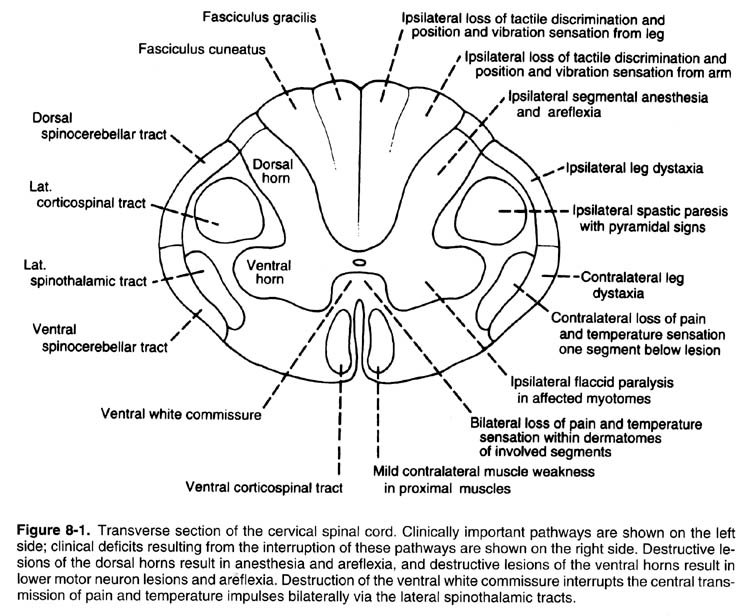 Fasciculus gracilis
Fasciculus cuneatus
Dorsal
spinocerebellar tract
Lat.
corticospinal tract
Lat.
spinothalamic tract
Ventral
spinocerebellar tract
Ventral white commissure
Ventral corticospinal tract
Dorsal
horn
Ventral
horn
Ipsilateral loss of tactile discrimination and
position and vibration sensation from leg
Ipsilateral loss of tactile discrimination and
position and vibration sensation from arm
Ipsilateral segmental anesthesia
and areflexia
Ipsilateral leg dystaxia
Ipsilateral spastic paresis
with pyramidal signs
Contralateral leg
dystaxia
Contralateral loss of pain
and temperature sensation
one segment below lesion
Ipsilateral flaccid paralysis
in affected myotomes
Bilateral loss of pain and temperature
sensation within dermatomes
of involved segments
Mild contralateral muscle weakness
in proximal muscles
Figure 8-1. Transverse section of the cervical spinal cord. Clinically important pathways are shown on the left
side; clinical deficits resulting from the interruption of these pathways are shown on the right side. Destructive le-
sions of the dorsal horns result in anesthesia and areflexia, and destructive lesions of the ventral horns result in
lower motor neuron lesions and areflexia. Destruction of the ventral white commissure interrupts the central trans-
mission of pain and temperature impulses bilaterally via the lateral spinothalamic tracts.